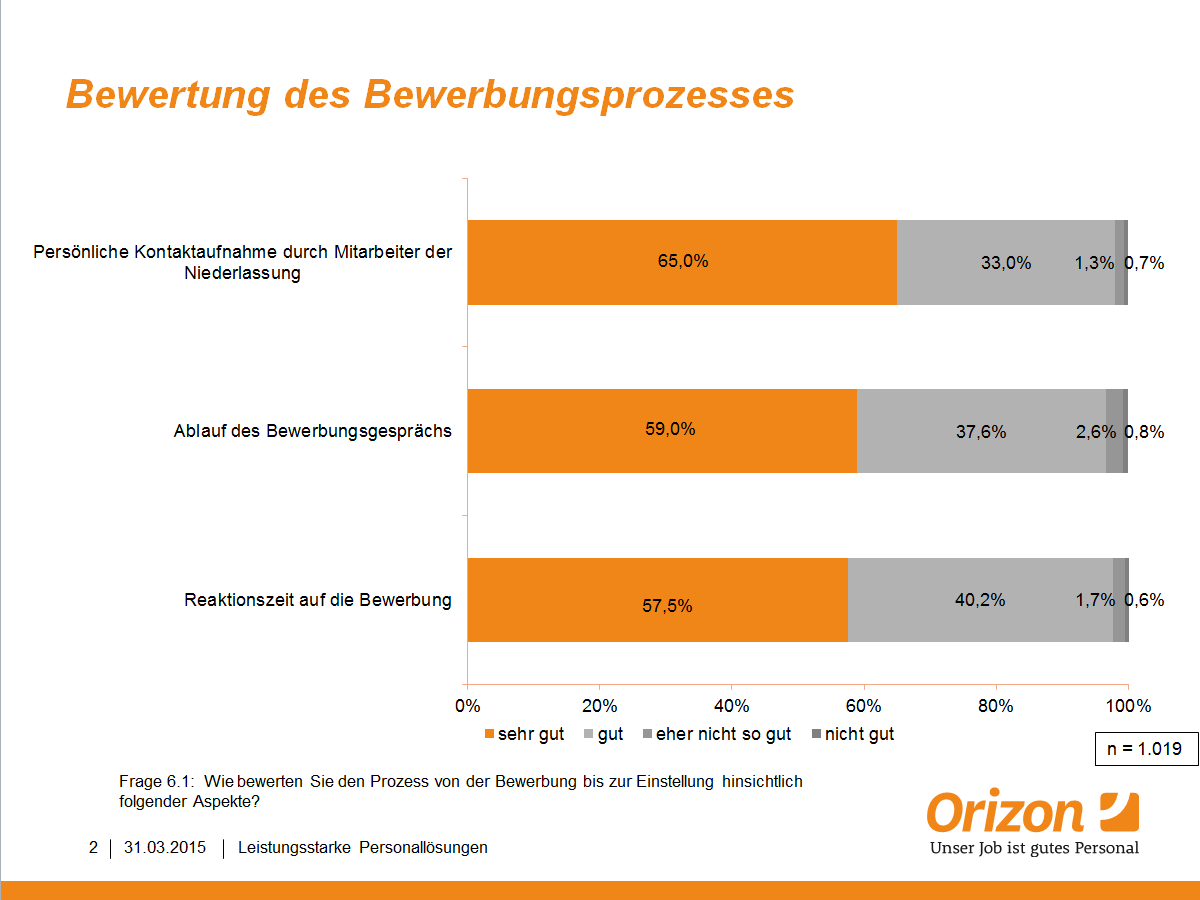 Bewertung des Bewerbungsprozesses
Persönliche Kontaktaufnahme durch Mitarbeiter der
Niederlassung
65,0%
33,0%
1,3%
0,7%
Ablauf des Bewerbungsgesprächs
59,0%
37,6%
2,6%
0,8%
Reaktionszeit auf die Bewerbung
57,5%
40,2%
1,7%
0,6%
0% 20% 40% 60% 80% 100%
sehr gut gut eher nicht so gut nicht gut
n = 1.019
Frage 6.1: Wie bewerten Sie den Prozess von der Bewerbung bis zur Einstellung hinsichtlich
folgender Aspekte?
Orizon
Unser Job ist gutes Personal
2 31.03.2015 Leistungsstarke Personallösungen